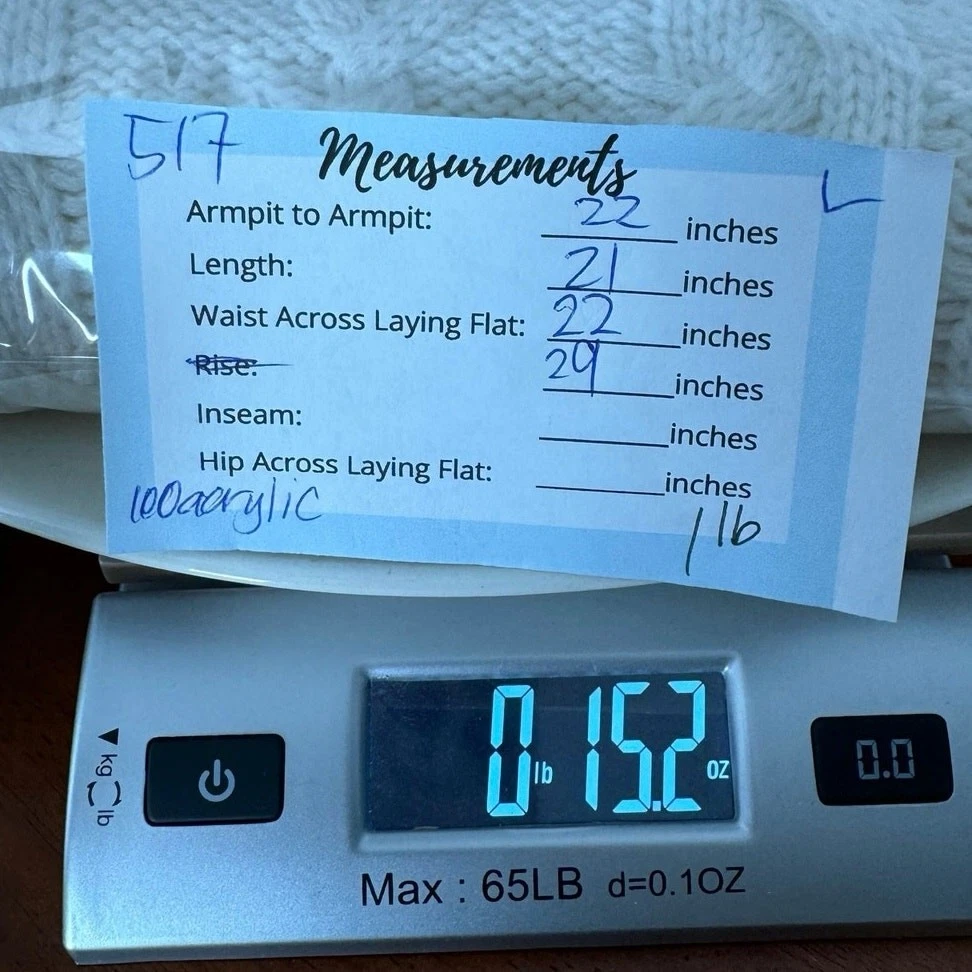 517
Measurements
L
Armpit to Armpit: 22 inches
Length: 21 inches
Waist Across Laying Flat: 22 inches
Rise: 29 inches
Inseam: inches
Hip Across Laying Flat: inches
100acrylic
1 lb
0 lb 15.2 OZ
0.0
kg lb
Max : 65LB d=0.1OZ